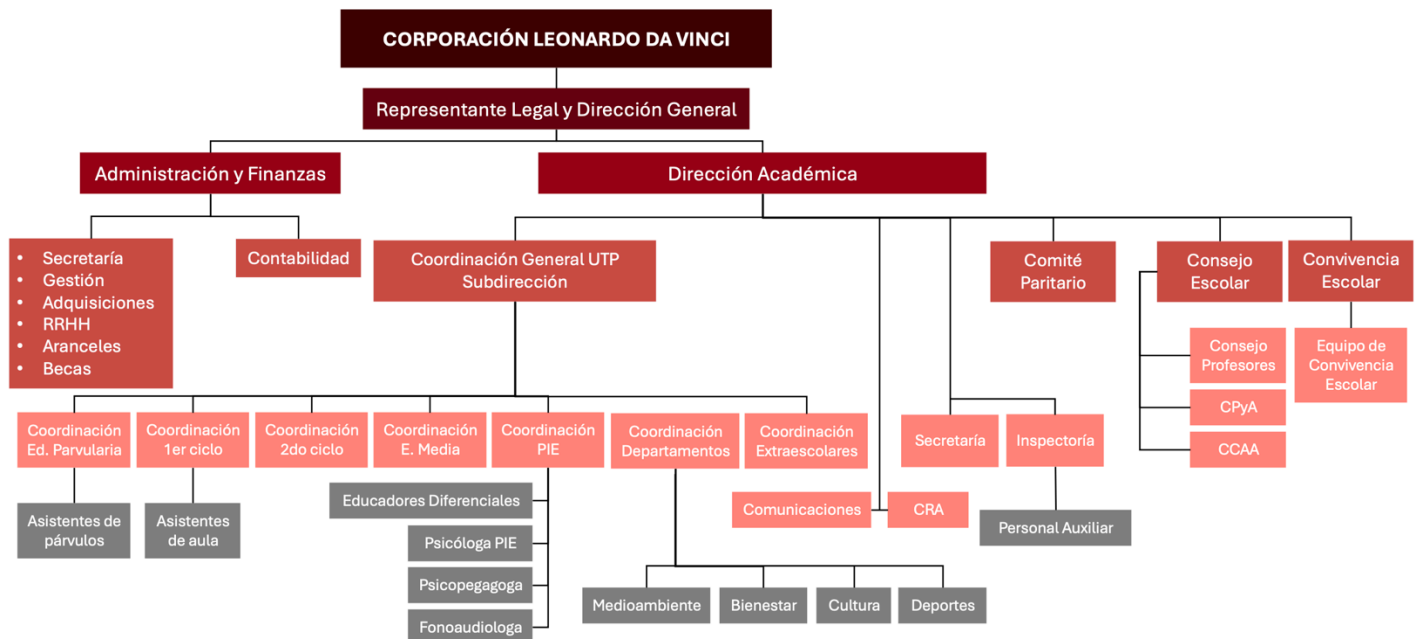 CORPORACIÓN LEONARDO DA VINCI
Representante Legal y Dirección General
Administración y Finanzas
Dirección Académica
• Secretaría
• Gestión
• Adquisiciones
• RRHH
• Aranceles
• Becas
Contabilidad
Coordinación General UTP
Subdirección
Comité
Paritario
Consejo
Escolar
Convivencia
Escolar
Consejo
Profesores
CPyA
CCAA
Equipo de
Convivencia
Escolar
Coordinación
Ed. Parvularia
Coordinación
1er ciclo
Coordinación
2do ciclo
Coordinación
E. Media
Coordinación
PIE
Coordinación
Departamentos
Coordinación
Extraescolares
Secretaría
Inspectoría
Comunicaciones
CRA
Personal Auxiliar
Asistentes de
párvulos
Asistentes
de aula
Educadores Diferenciales
Psicóloga PIE
Psicopegagoga
Fonoaudiologa
Medioambiente
Bienestar
Cultura
Deportes